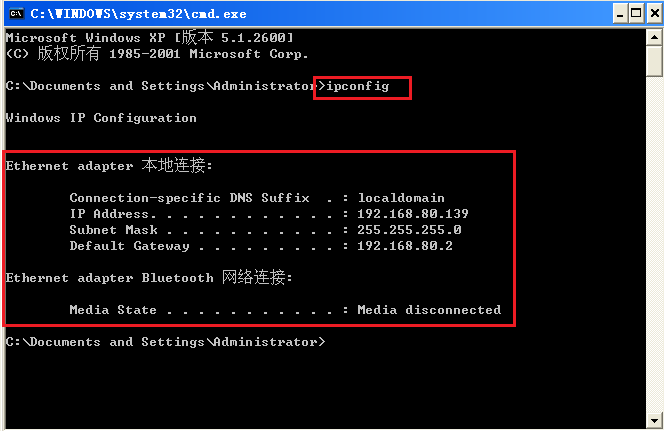 C:\WINDOWS\system32\cmd.exe
Microsoft Windows XP [版本 5.1.2600]
(C) 版权所有 1985-2001 Microsoft Corp.
C:\Documents and Settings\Administrator>ipconfig
Windows IP Configuration
Ethernet adapter 本地连接:
Connection-specific DNS Suffix  . : localdomain
IP Address. . . . . . . . . . . . : 192.168.80.139
Subnet Mask . . . . . . . . . . . : 255.255.255.0
Default Gateway . . . . . . . . . : 192.168.80.2
Ethernet adapter Bluetooth 网络连接:
Media State . . . . . . . . . . . : Media disconnected
C:\Documents and Settings\Administrator>